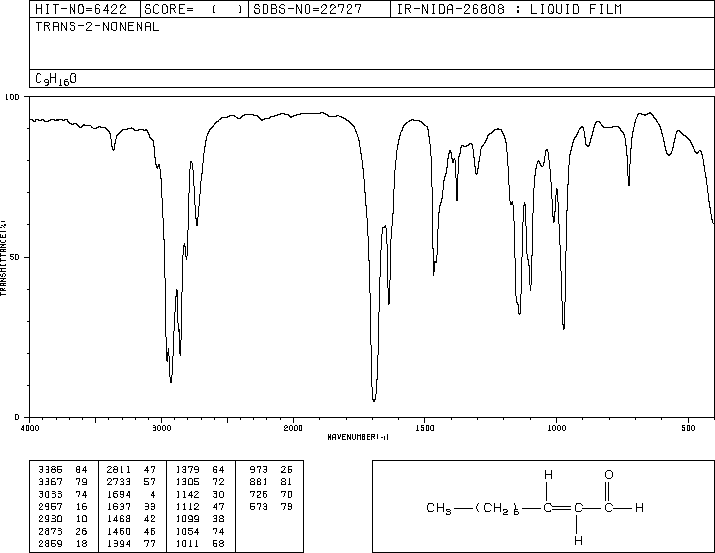 HIT-NO=6422 SCORE= ( ) SDBS-NO=22727 IR-NIDA-26808 : LIQUID FILM
TRANS-2-NONENAL
C9H16O
100
TRANSMITTANCE(%)
50
0
4000 3000 2000 1500 1000 500
WAVENUMBER(-1)
3385 84 2811 47 1379 64 973 26
3367 79 2733 57 1305 72 881 81
3033 74 1694 4 1142 30 726 70
2957 16 1637 33 1112 47 573 79
2930 10 1468 42 1099 38
2873 26 1460 46 1054 74
2859 18 1394 77 1011 58
H O
CH3—(CH2)5—C=C—C—H
H